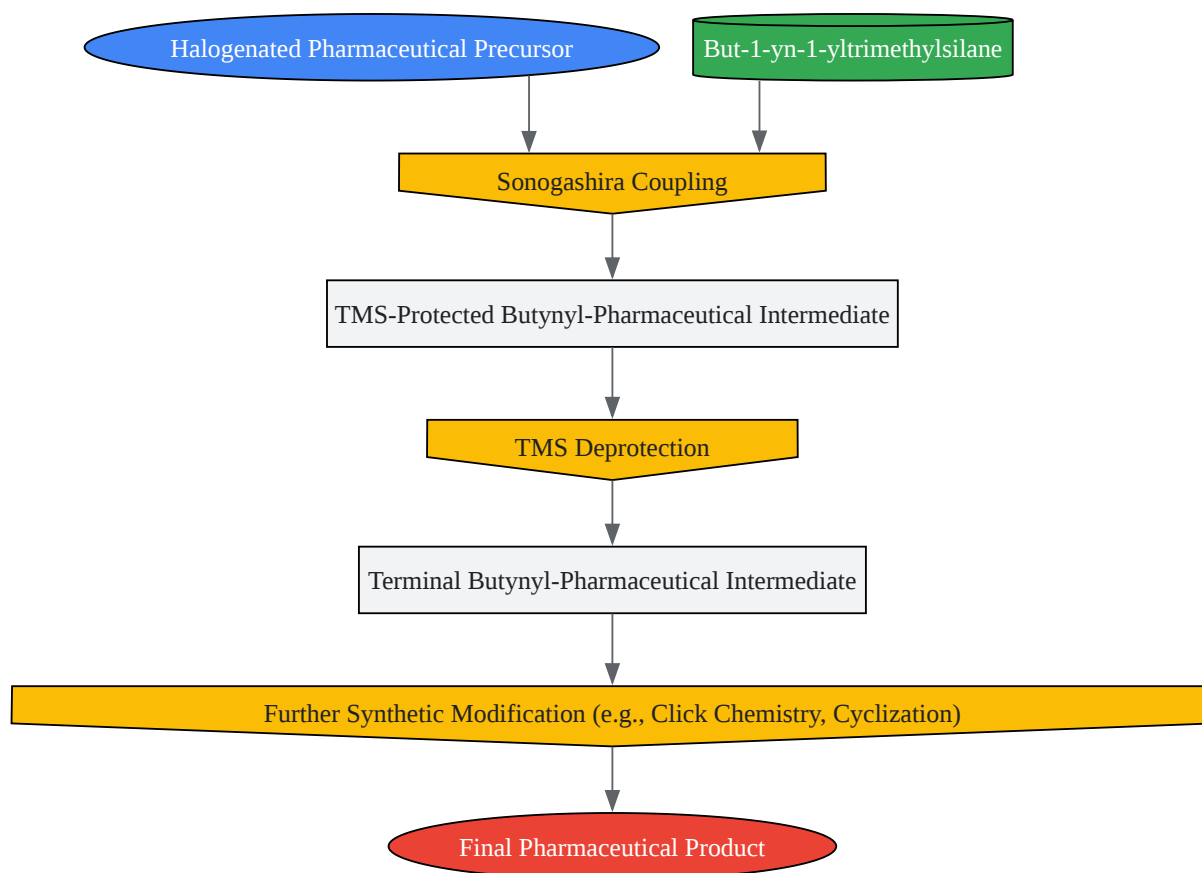 Halogenated Pharmaceutical Precursor
But-1-yn-1-yltrimethylsilane
Sonogashira Coupling
TMS-Protected Butynyl-Pharmaceutical Intermediate
TMS Deprotection
Terminal Butynyl-Pharmaceutical Intermediate
Further Synthetic Modification (e.g., Click Chemistry, Cyclization)
Final Pharmaceutical Product